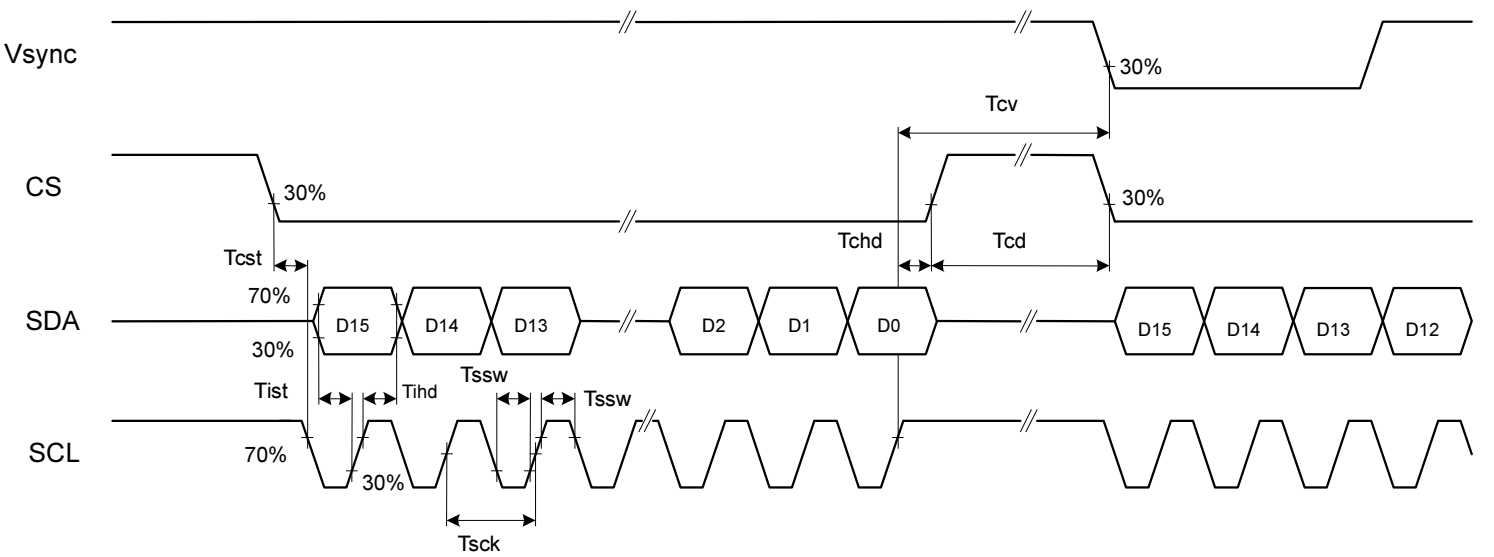 Vsync
30%
Tcv
CS
30%
30%
Tcst
Tchd
Tcd
SDA
70%
30%
D15
D14
D13
D2
D1
D0
D15
D14
D13
D12
Tist
Tihd
Tssw
Tssw
SCL
70%
30%
Tsck